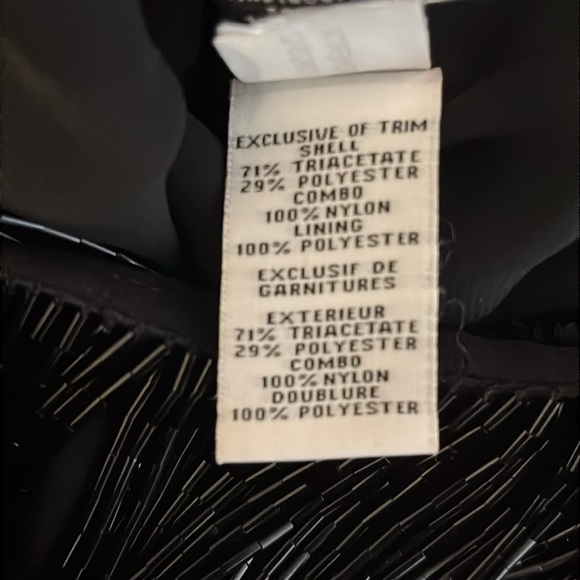 EXCLUSIVE OF TRIM
SHELL
71% TRIACETATE
29% POLYESTER
COMBO
100% NYLON
LINING
100% POLYESTER
EXCLUSIF DE
GARNITURES
EXTERIEUR
71% TRIACETATE
29% POLYESTER
COMBO
100% NYLON
DOUBLURE
100% POLYESTER